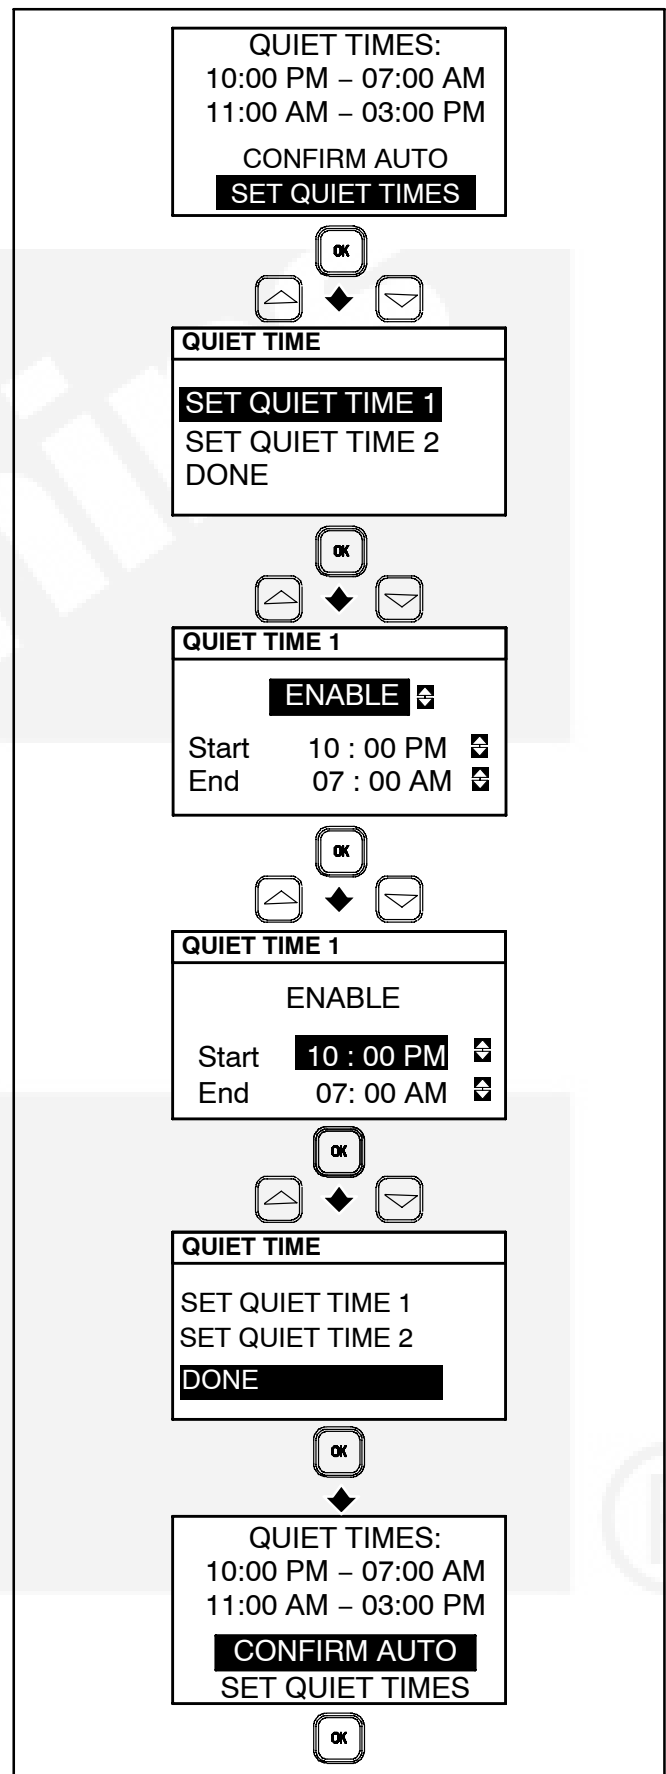 QUIET TIMES:
10:00 PM – 07:00 AM
11:00 AM – 03:00 PM
CONFIRM AUTO
SET QUIET TIMES
OK
QUIET TIME
SET QUIET TIME 1
SET QUIET TIME 2
DONE
OK
QUIET TIME 1
ENABLE
Start 10 : 00 PM
End 07 : 00 AM
OK
QUIET TIME 1
ENABLE
Start 10 : 00 PM
End 07: 00 AM
OK
QUIET TIME
SET QUIET TIME 1
SET QUIET TIME 2
DONE
OK
QUIET TIMES:
10:00 PM – 07:00 AM
11:00 AM – 03:00 PM
CONFIRM AUTO
SET QUIET TIMES
OK